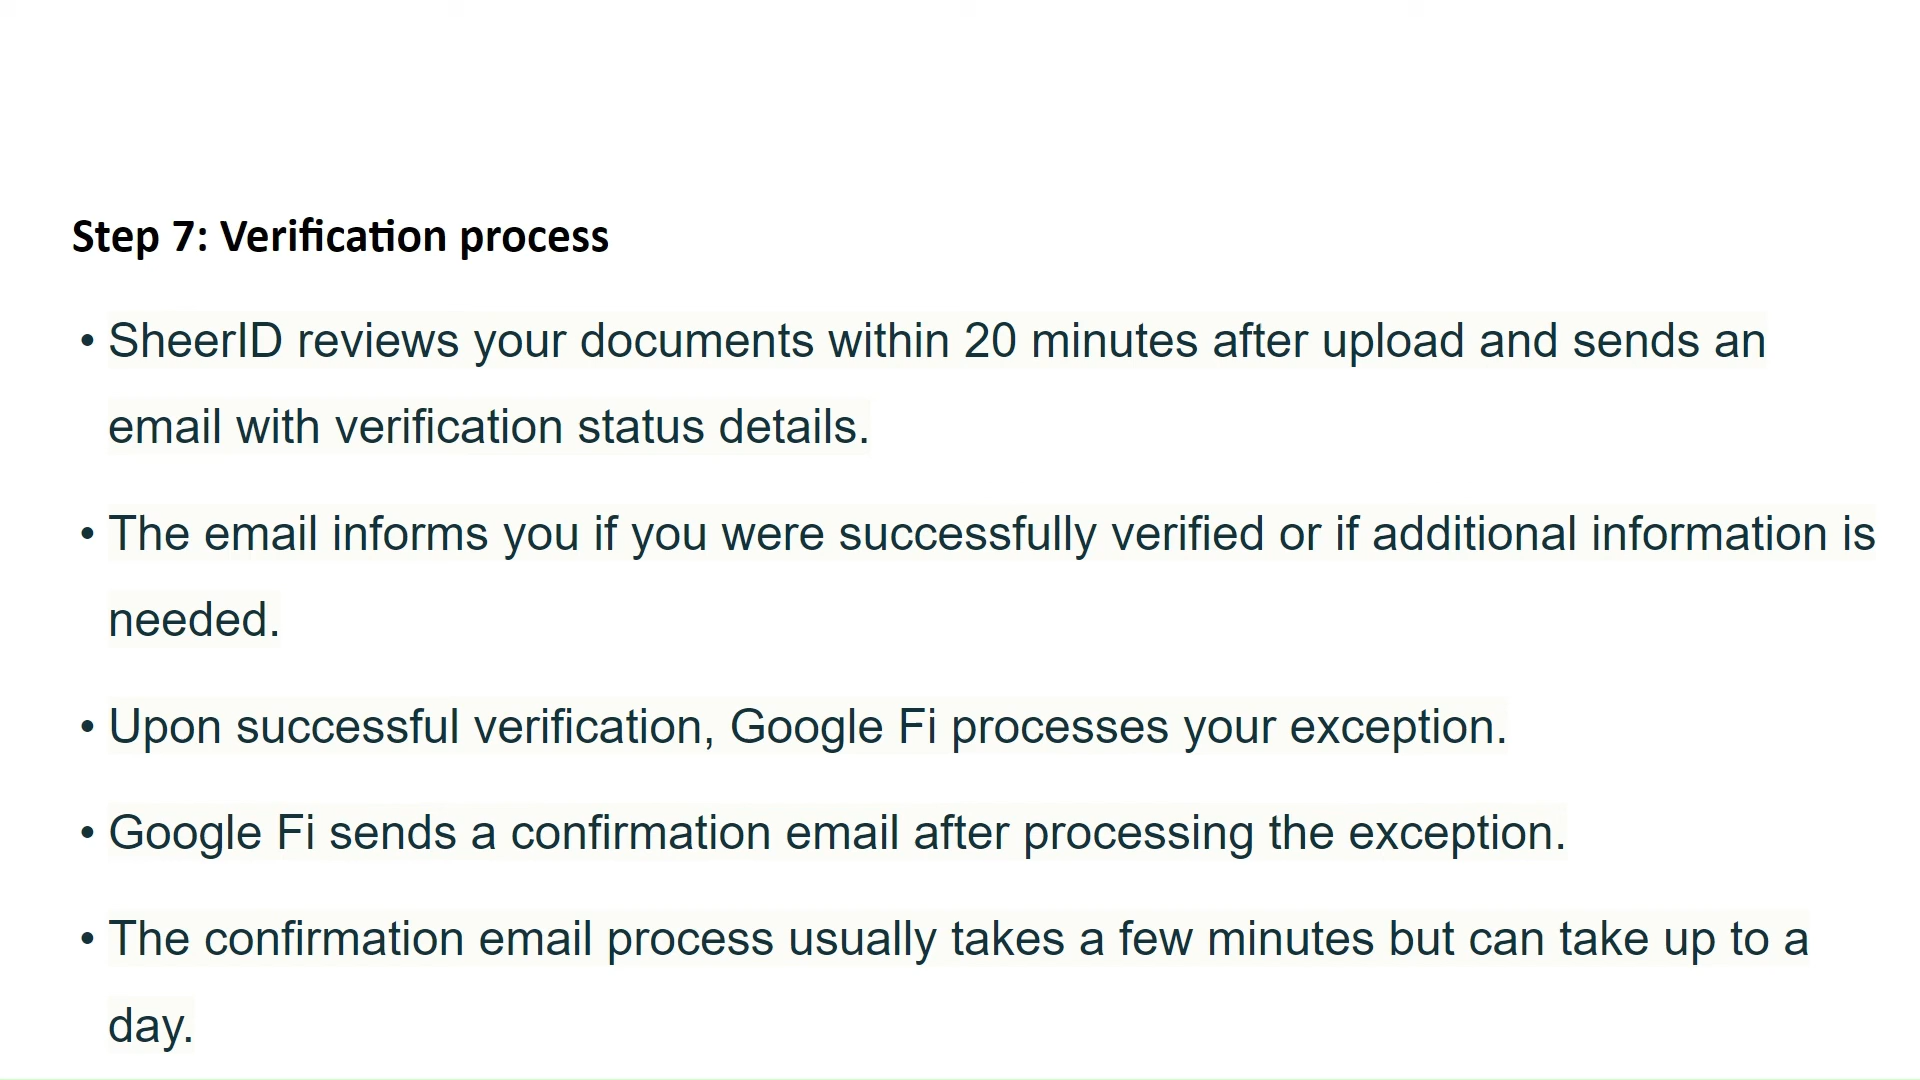 Step 7: Verification process
• SheerID reviews your documents within 20 minutes after upload and sends an
email with verification status details.
• The email informs you if you were successfully verified or if additional information is
needed.
• Upon successful verification, Google Fi processes your exception.
• Google Fi sends a confirmation email after processing the exception.
• The confirmation email process usually takes a few minutes but can take up to a
day.